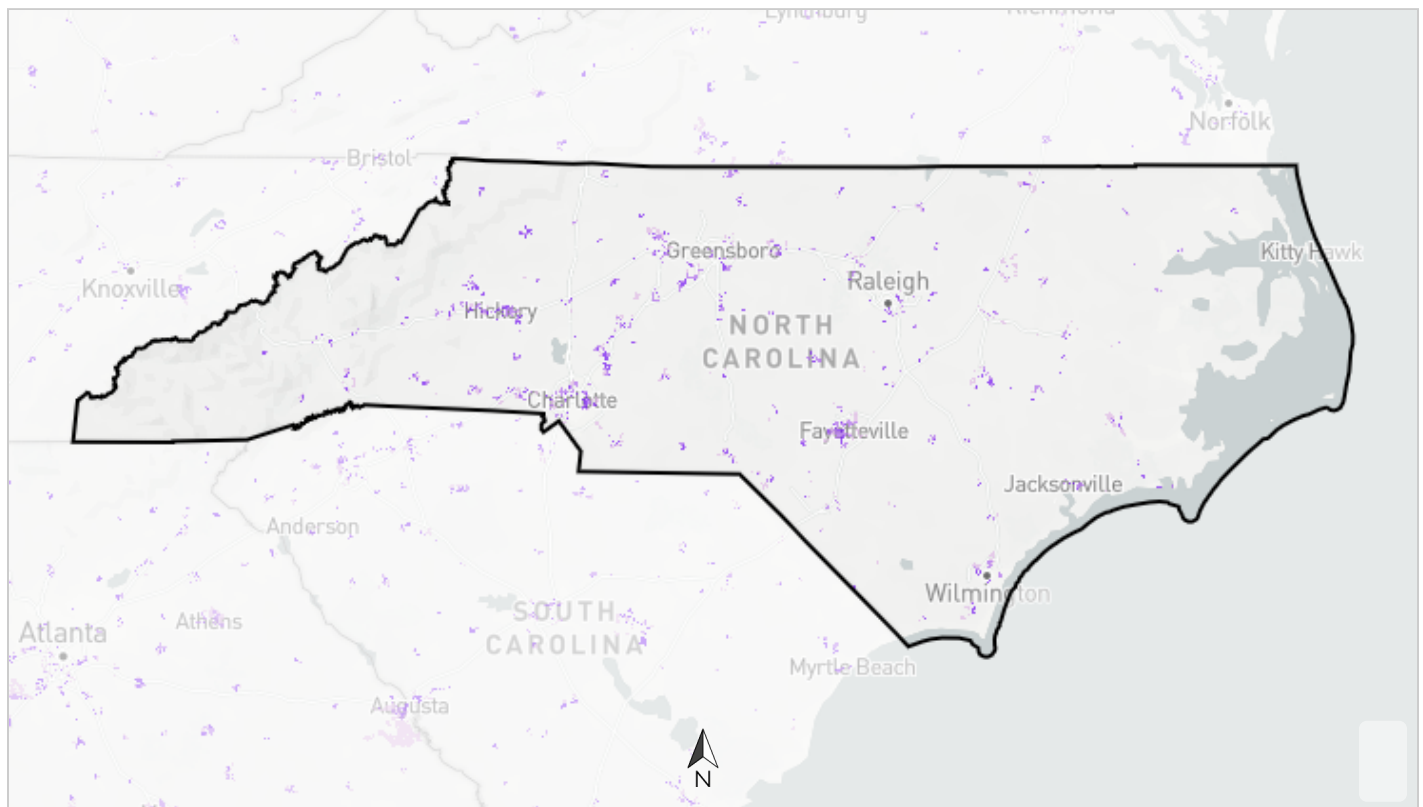 Lynchburg
Richmond
Norfolk
Bristol
Kitty Hawk
Greensboro
Knoxville
Raleigh
Hickory
NORTH
CAROLINA
Charlotte
Fayetteville
Jacksonville
Anderson
Wilmington
SOUTH
CAROLINA
Athens
Atlanta
Myrtle Beach
Augusta
N